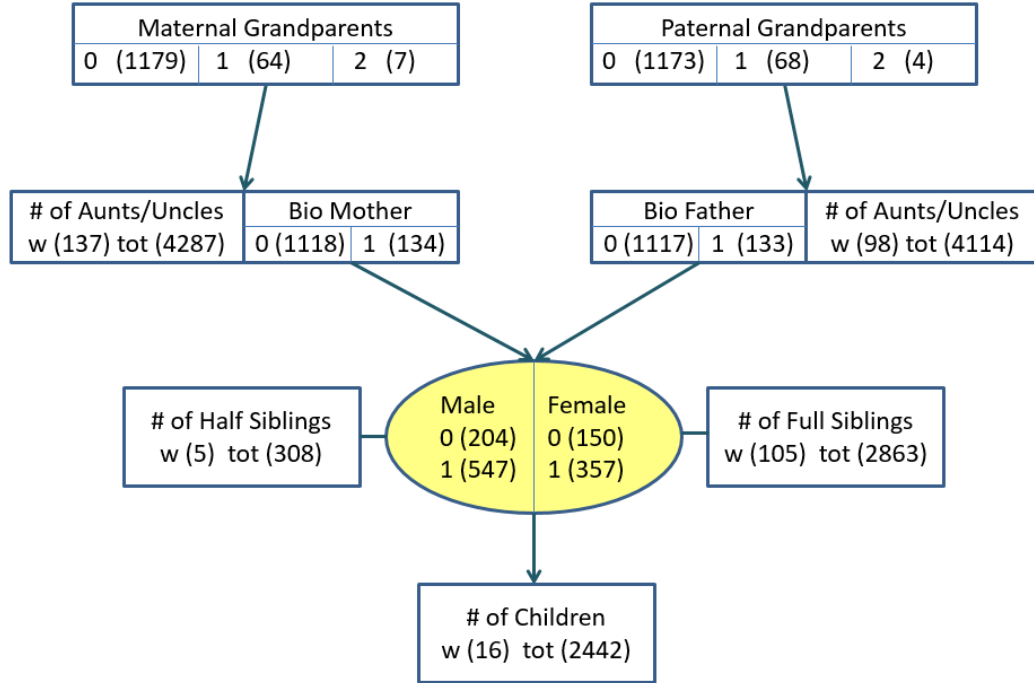 Maternal Grandparents
0 (1179) 1 (64) 2 (7)
Paternal Grandparents
0 (1173) 1 (68) 2 (4)
# of Aunts/Uncles
w (137) tot (4287)
Bio Mother
0 (1118) 1 (134)
Bio Father
0 (1117) 1 (133)
# of Aunts/Uncles
w (98) tot (4114)
# of Half Siblings
w (5) tot (308)
Male
0 (204)
1 (547)
Female
0 (150)
1 (357)
# of Full Siblings
w (105) tot (2863)
# of Children
w (16) tot (2442)